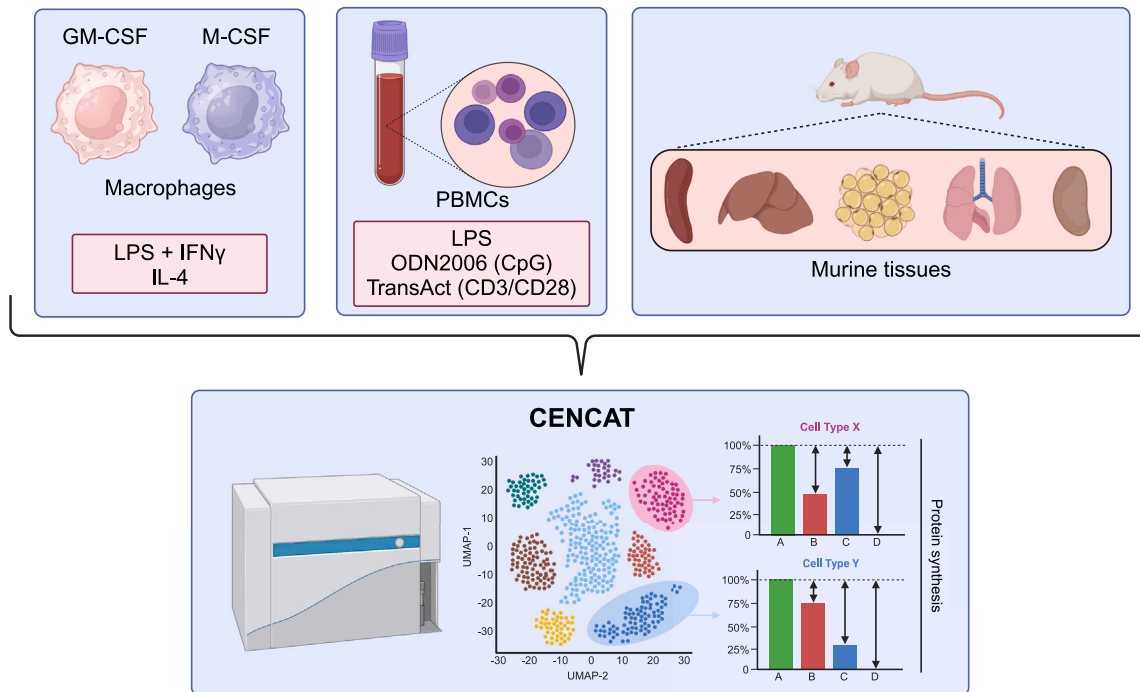 GM-CSF
M-CSF
Macrophages
LPS + IFNγ
IL-4
PBMCs
LPS
ODN2006 (CpG)
TransAct (CD3/CD28)
Murine tissues
CENCAT
30
20
10
0
-10
-20
-30
UMAP-1
-30
-20
-10
0
10
20
30
UMAP-2
Cell Type X
100%
75%
50%
25%
0
A
B
C
D
Cell Type Y
100%
75%
50%
25%
0
A
B
C
D
Protein synthesis